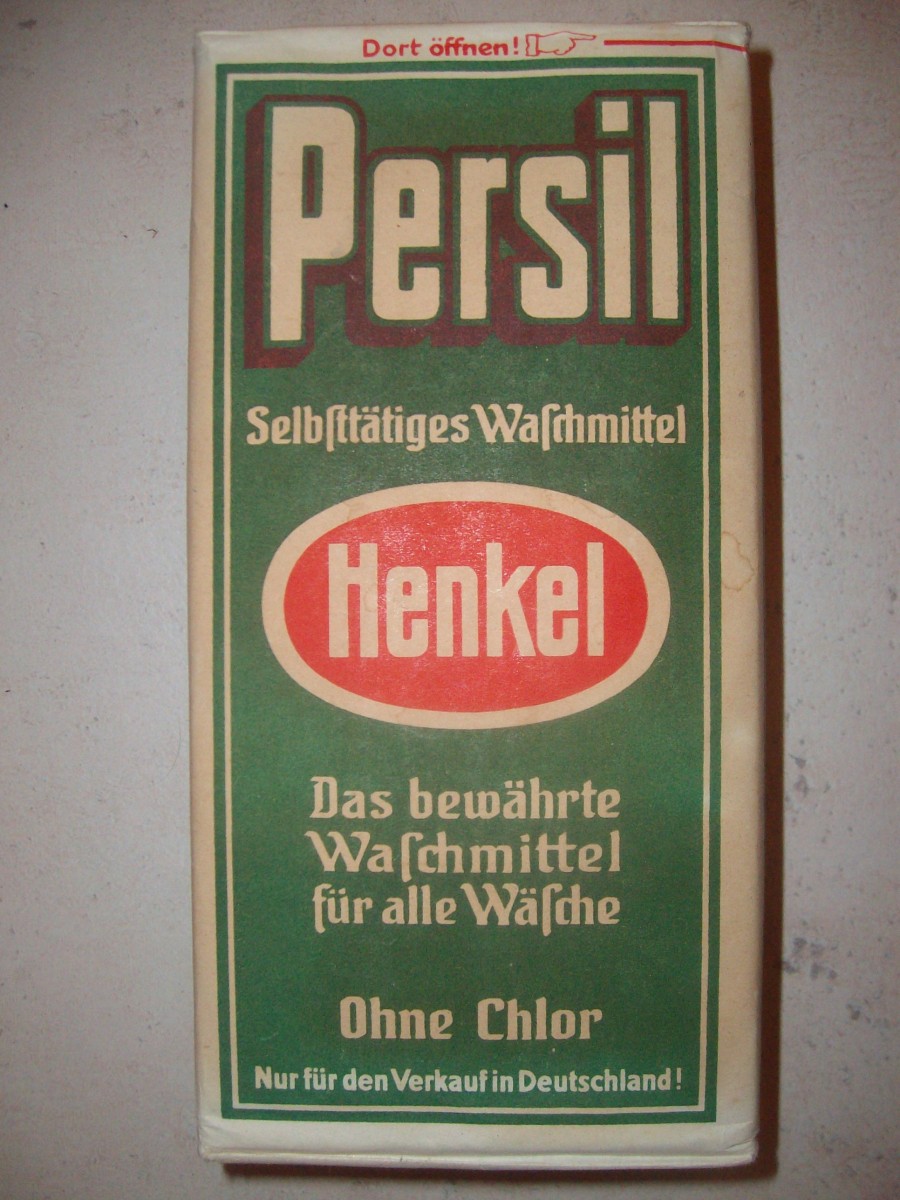 Dort öffnen!
Persil
Selbſttätiges Waſchmittel
Henkel
Das bewährte
Waſchmittel
für alle Wäſche
Ohne Chlor
Nur für den Verkauf in Deutschland!